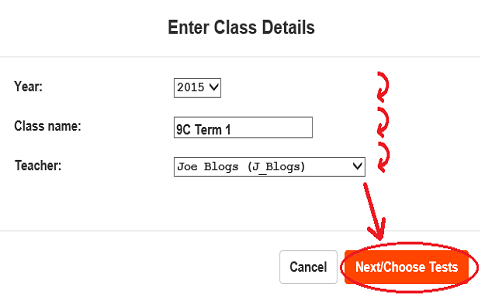 Enter Class Details
Year: 2015
Class name: 9C Term 1
Teacher: Joe Blogs (J_Blogs)
Cancel Next/Choose Tests